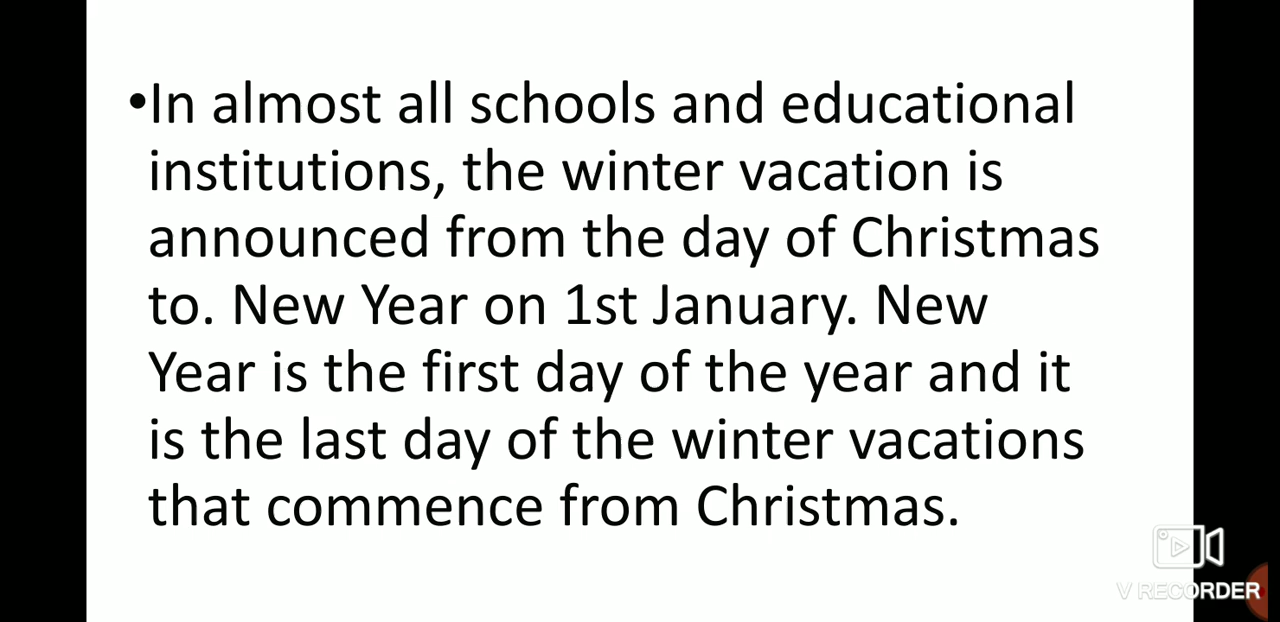 •In almost all schools and educational
institutions, the winter vacation is
announced from the day of Christmas
to. New Year on 1st January. New
Year is the first day of the year and it
is the last day of the winter vacations
that commence from Christmas.
V RECORDER